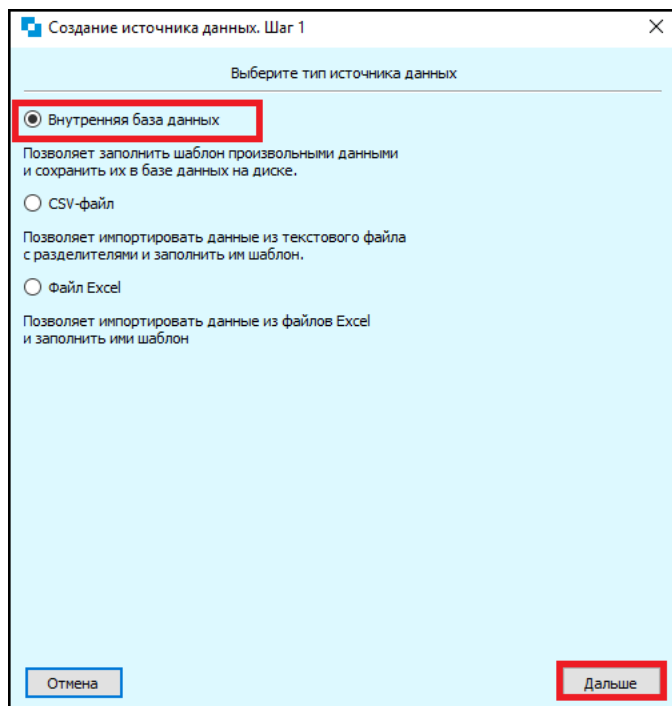 Создание источника данных. Шаг 1
Выберите тип источника данных
Внутренняя база данных
Позволяет заполнить шаблон произвольными данными
и сохранить их в базе данных на диске.
CSV-файл
Позволяет импортировать данные из текстового файла
с разделителями и заполнить им шаблон.
Файл Excel
Позволяет импортировать данные из файлов Excel
и заполнить ими шаблон
Отмена
Дальше